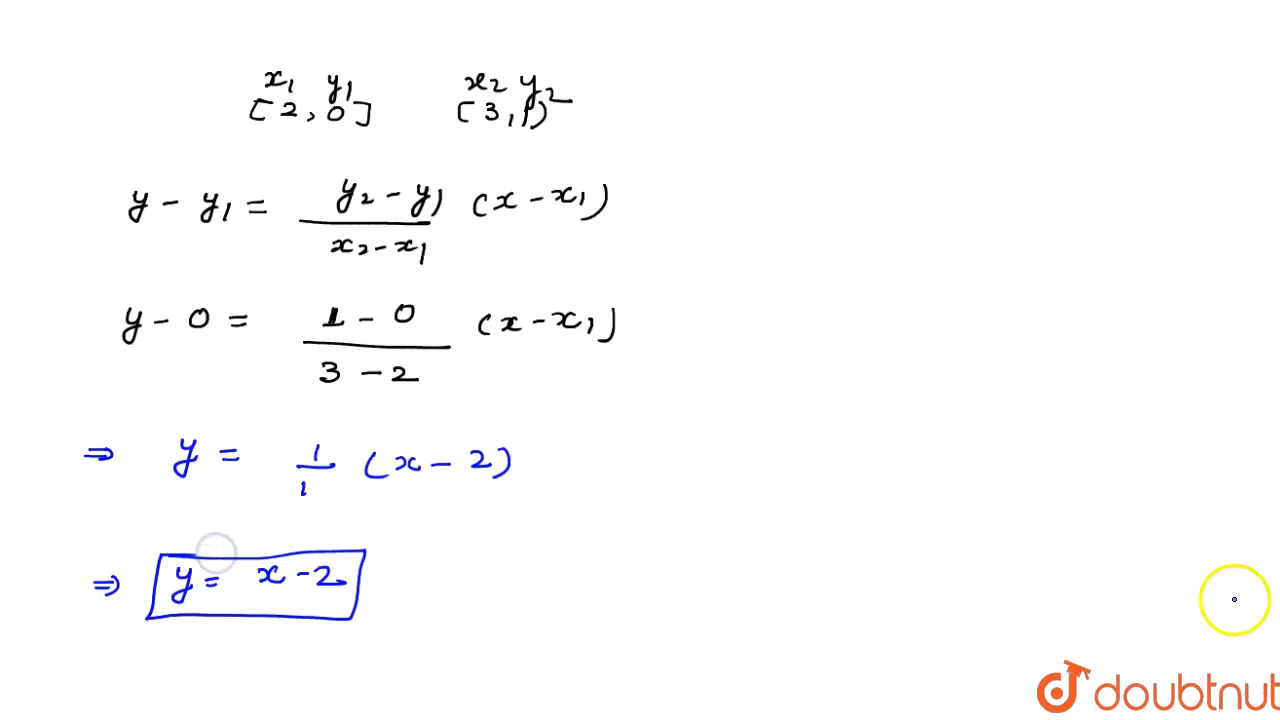 x₁ y₁ x₂ y₂
[2, 0] (3, 1)
y - y₁ = y₂ - y₁ / x₂ - x₁ (x - x₁)
y - 0 = 1 - 0 / 3 - 2 (x - x₁)
⇒ y = 1/1 (x - 2)
⇒ y = x - 2
doubtnut